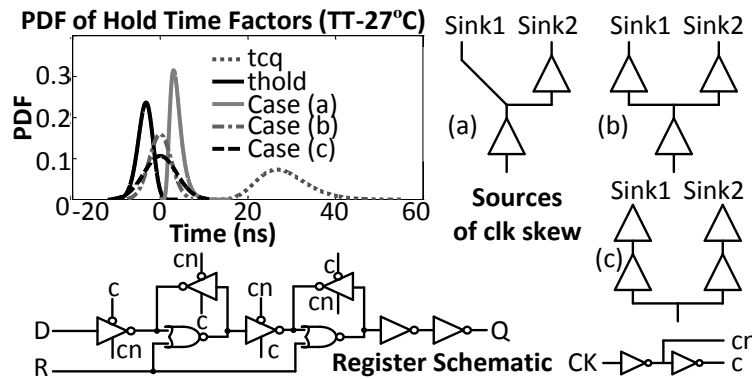 PDF of Hold Time Factors (TT-27°C)
PDF
0.3
0.2
0.1
0
-20
0
20
40
60
Time (ns)
tcq
thold
Case (a)
Case (b)
Case (c)
Sink1 Sink2
(a)
Sink1 Sink2
(b)
Sources
of clk skew
Sink1 Sink2
(c)
D
R
c
cn
cn
c
cn
c
c
cn
Q
Register Schematic
CK
cn
c